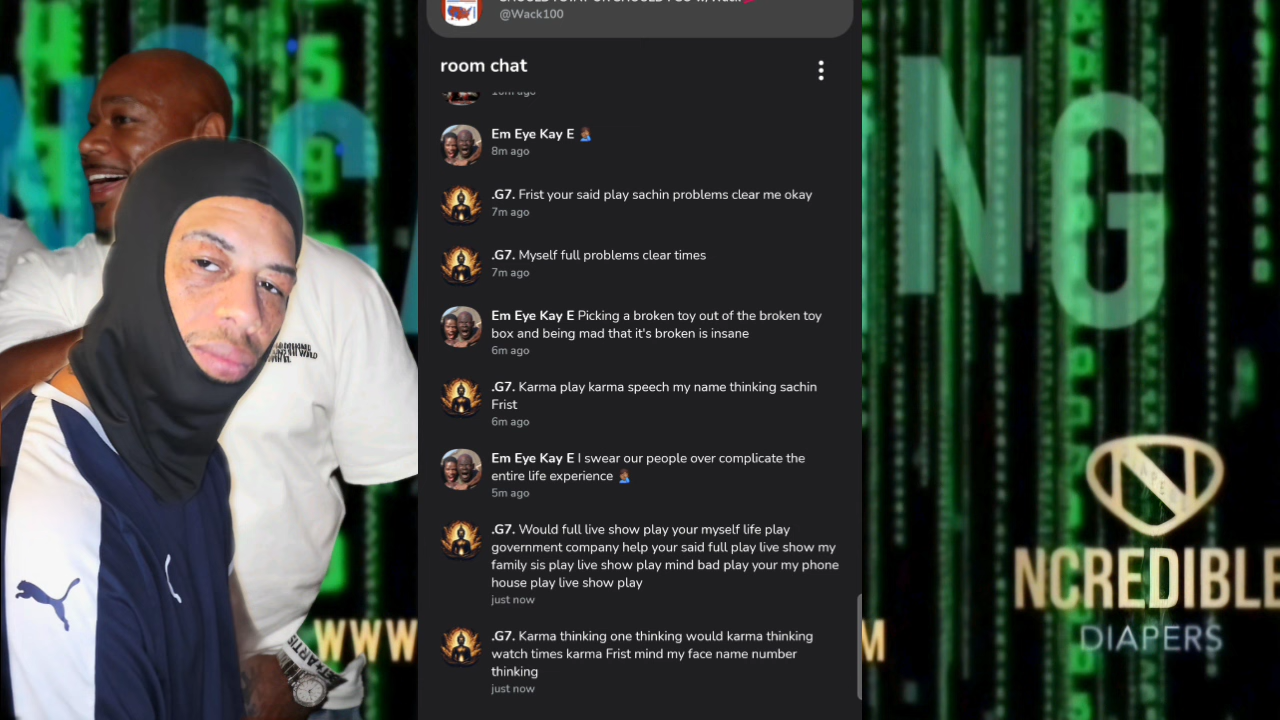 @Wack100
room chat
10m ago
Em Eye Kay E
8m ago
.G7. Frist your said play sachin problems clear me okay
7m ago
.G7. Myself full problems clear times
7m ago
Em Eye Kay E Picking a broken toy out of the broken toy
box and being mad that it's broken is insane
6m ago
.G7. Karma play karma speech my name thinking sachin
Frist
6m ago
Em Eye Kay E I swear our people over complicate the
entire life experience
5m ago
.G7. Would full live show play your myself life play
government company help your said full play live show my
family sis play live show play mind bad play your my phone
house play live show play
just now
.G7. Karma thinking one thinking would karma thinking
watch times karma Frist mind my face name number
thinking
just now
NG
WWW
M
NCREDIBLE
DIAPERS